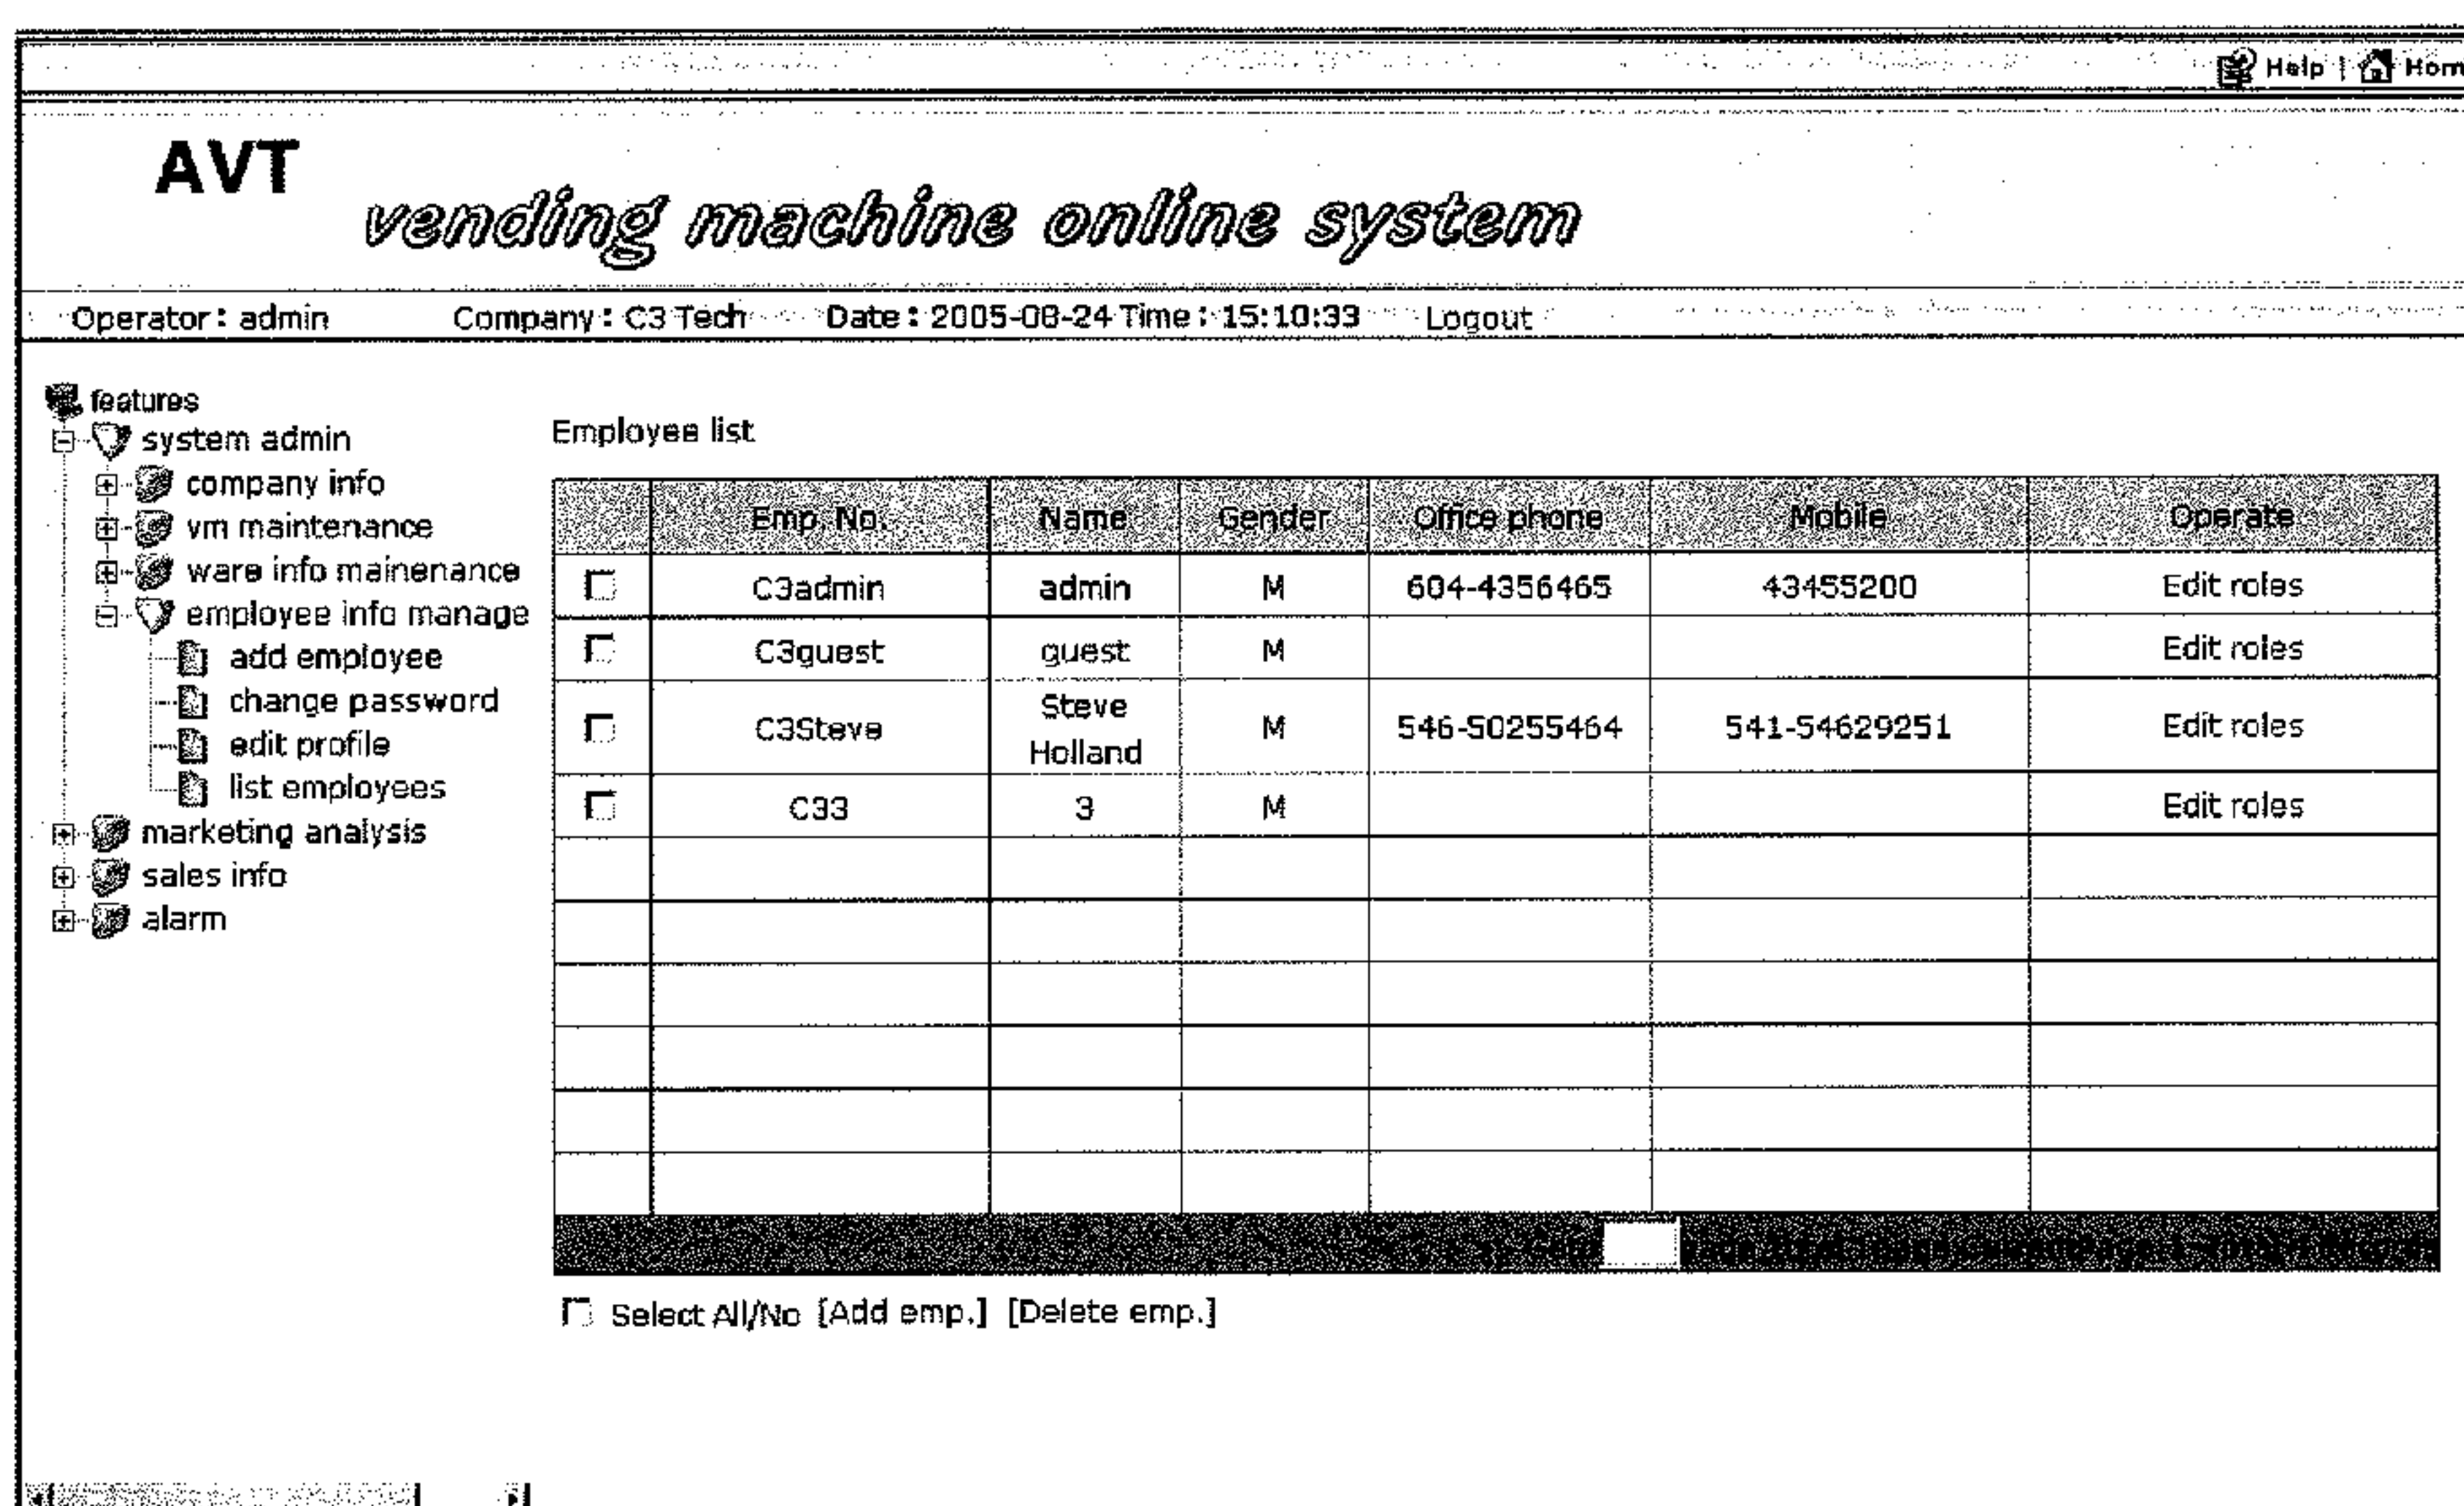 Help | Hom
AVT
vending machine online system
Operator: admin Company: C3 Tech Date: 2005-08-24 Time: 15:10:33 Logout
features
system admin
company info
vm maintenance
ware info mainenance
employee info manage
add employee
change password
edit profile
list employees
marketing analysis
sales info
alarm
Employee list
Emp. No. Name Gender Office phone Mobile Operate
C3admin admin M 604-4356465 43455200 Edit roles
C3guest guest M Edit roles
C3Steve Steve Holland M 546-50255464 541-54629251 Edit roles
C33 3 M Edit roles
Select All/No [Add emp.] [Delete emp.]